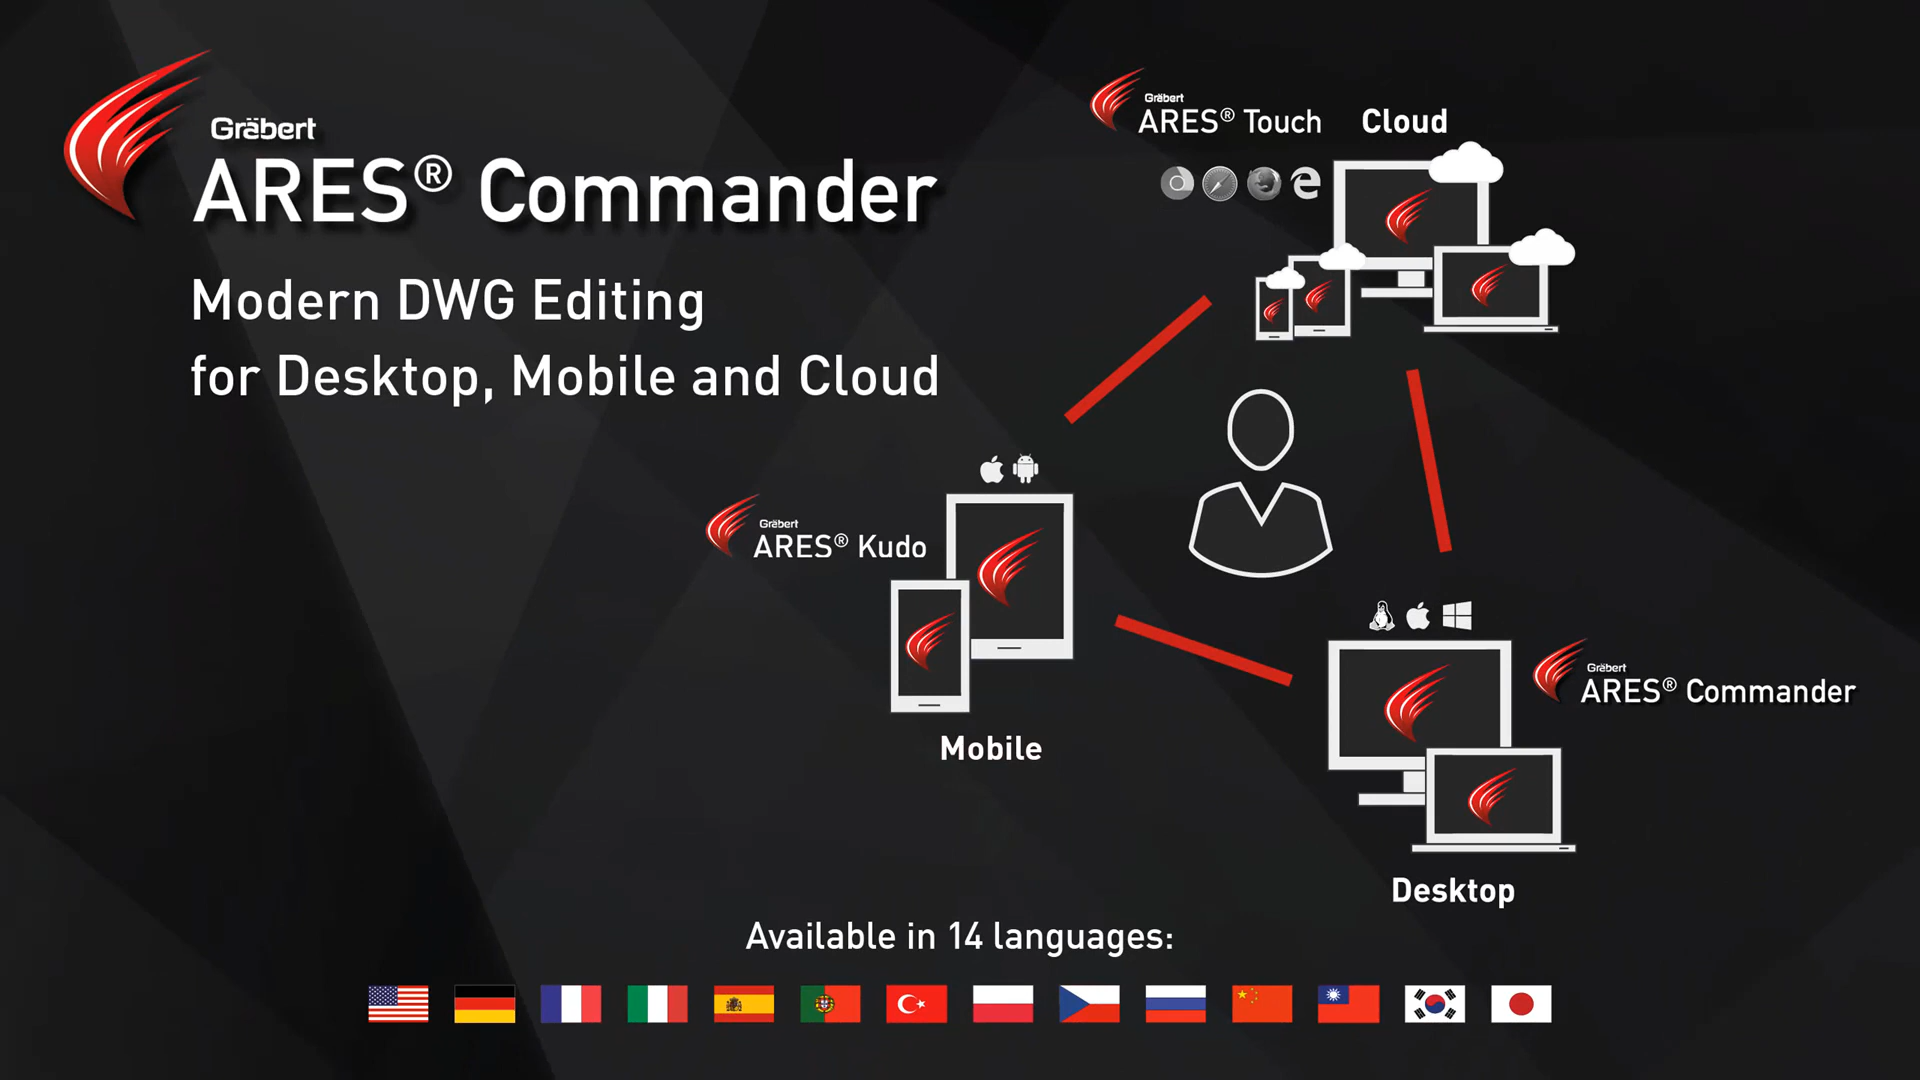 Gräbert
ARES® Commander
Modern DWG Editing
for Desktop, Mobile and Cloud
Gräbert
ARES® Touch
Cloud
Gräbert
ARES® Kudo
Mobile
Gräbert
ARES® Commander
Desktop
Available in 14 languages: